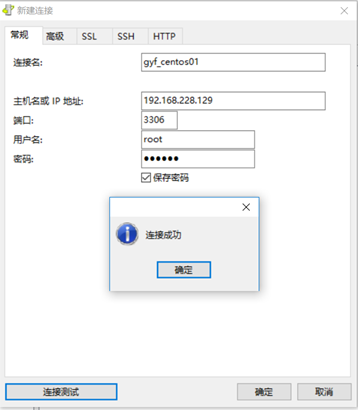 新建连接
常规 高级 SSL SSH HTTP
连接名: gyf_centos01
主机名或 IP 地址: 192.168.228.129
端口: 3306
用户名: root
密码: ●●●●●●
保存密码
连接成功
确定
连接测试 确定 取消